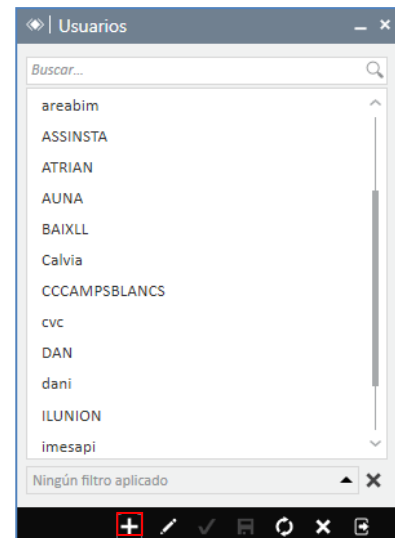 Usuarios
Buscar...
areabim
ASSINSTA
ATRIAN
AUNA
BAIXLL
Calvia
CCCAMPSBLANCS
cvc
DAN
dani
ILUNION
imesapi
Ningún filtro aplicado